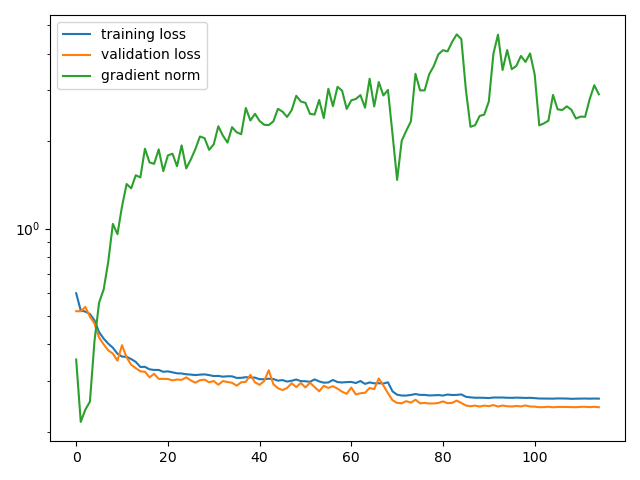 training loss
validation loss
gradient norm
10⁰
0 20 40 60 80 100